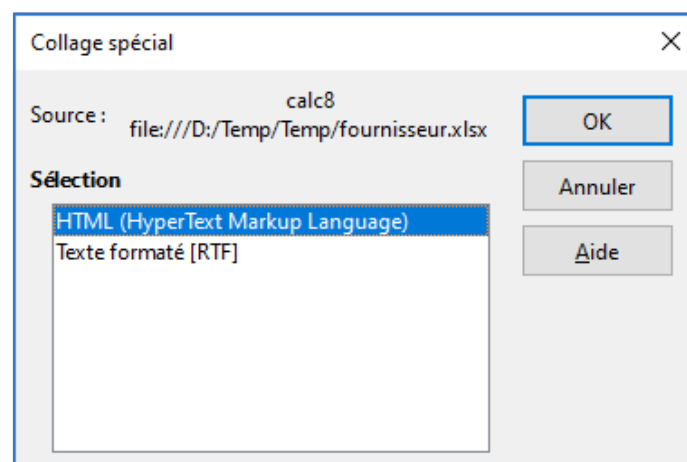 Collage spécial
Source :
calc8
file:///D:/Temp/Temp/fournisseur.xlsx
OK
Sélection
Annuler
HTML (HyperText Markup Language)
Texte formaté [RTF]
Aide